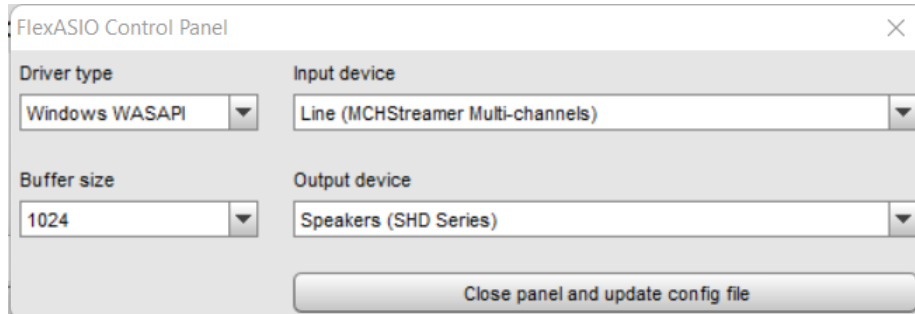 FlexASIO Control Panel
Driver type
Input device
Windows WASAPI
Line (MCHStreamer Multi-channels)
Buffer size
Output device
1024
Speakers (SHD Series)
Close panel and update config file